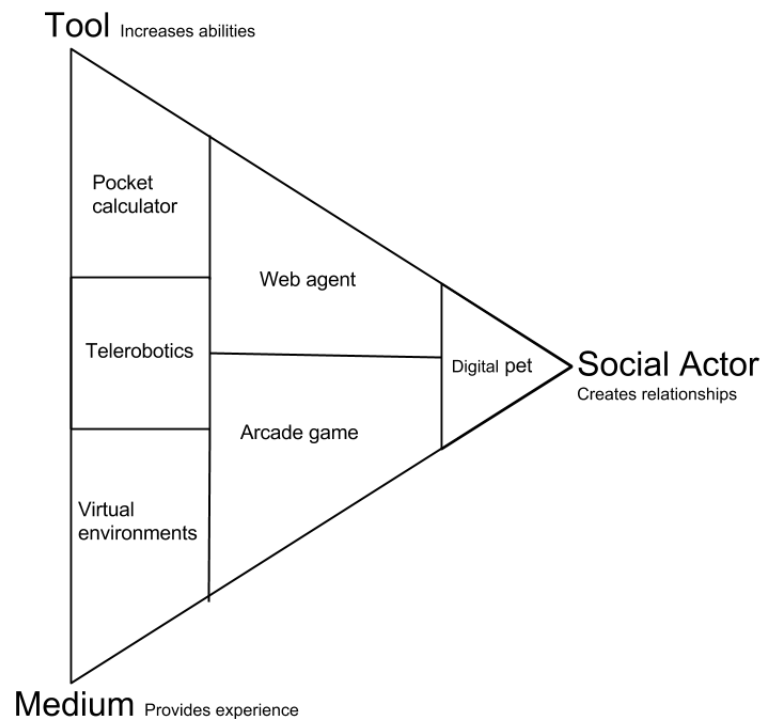 Tool Increases abilities
Pocket
calculator
Web agent
Telerobotics
Digital pet
Social Actor
Creates relationships
Arcade game
Virtual
environments
Medium Provides experience